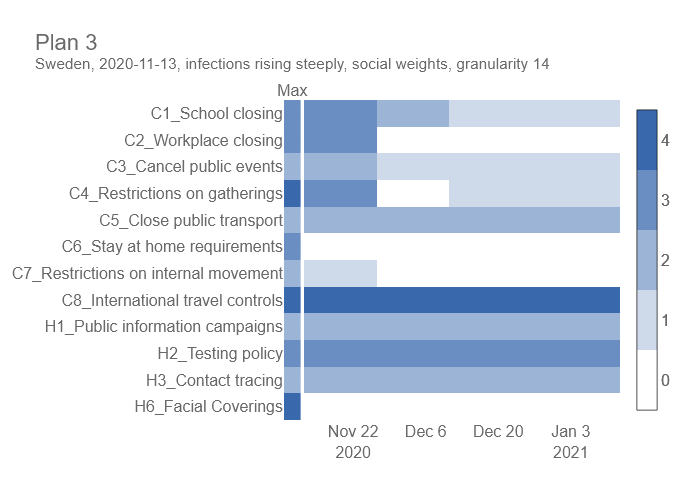 Plan 3
Sweden, 2020-11-13, infections rising steeply, social weights, granularity 14
Max
C1_School closing
C2_Workplace closing
C3_Cancel public events
C4_Restrictions on gatherings
C5_Close public transport
C6_Stay at home requirements
C7_Restrictions on internal movement
C8_International travel controls
H1_Public information campaigns
H2_Testing policy
H3_Contact tracing
H6_Facial Coverings
4
3
2
1
0
Nov 22 Dec 6 Dec 20 Jan 3
2020 2021